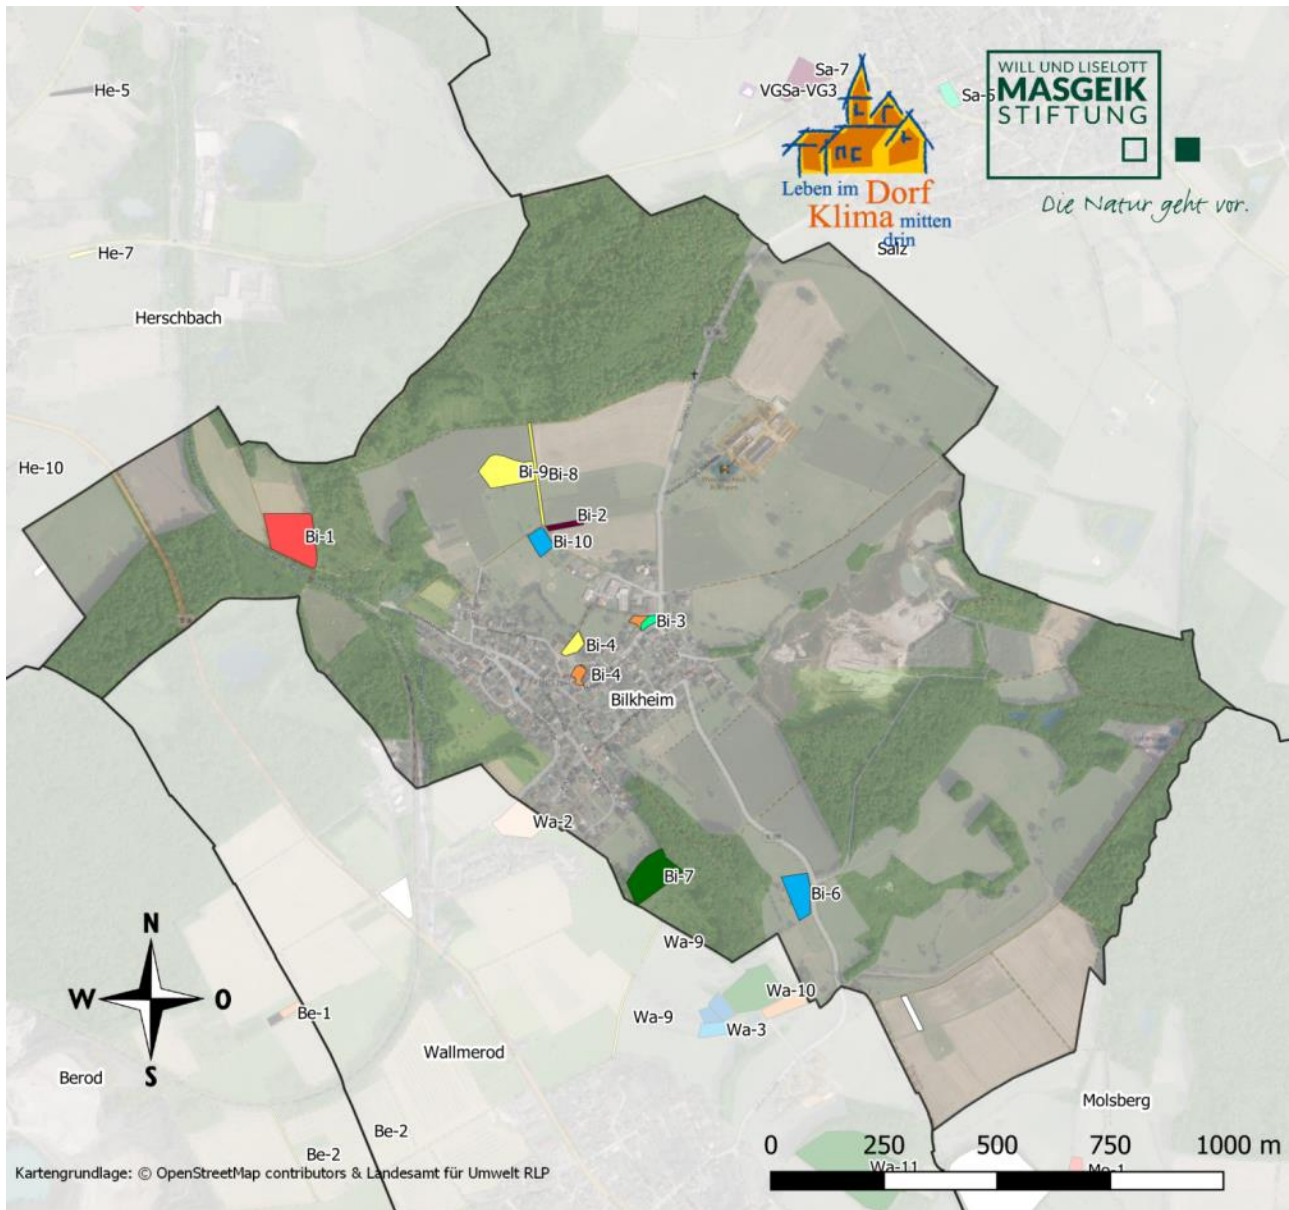 Sa-7
He-5
VGSa-VG3
Sa-5
WILL UND LISELOTT
MASGEIK
STIFTUNG
Leben im Dorf
Klima mitten
drin
Die Natur geht vor.
Salz
He-7
Herschbach
He-10
Bi-9
Bi-8
Bi-2
Bi-1
Bi-10
Bi-3
Bi-4
Bi-4
Bilkheim
Wa-2
Bi-7
Bi-6
N
Wa-9
W
O
Wa-10
Be-1
Wa-9
Wa-3
Wallmerod
S
Berod
Molsberg
Be-2
0 250 500 750 1000 m
Be-2
Wa-11
Mo-1
Kartengrundlage: © OpenStreetMap contributors & Landesamt für Umwelt RLP